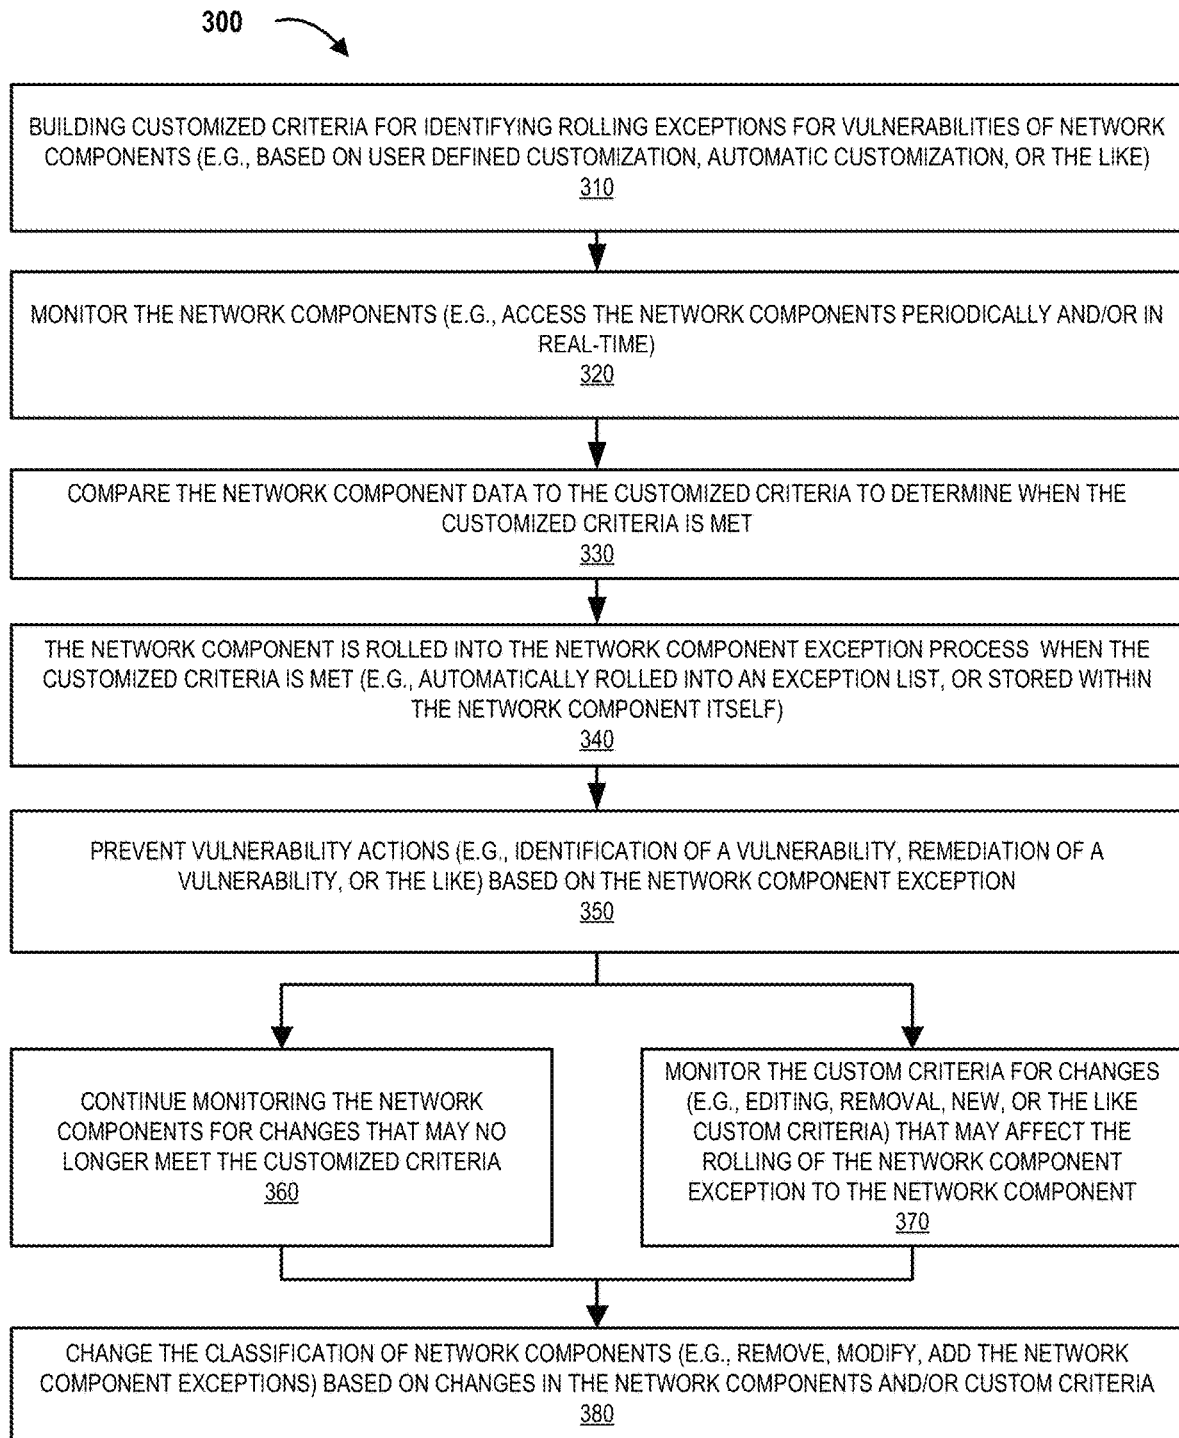 300
BUILDING CUSTOMIZED CRITERIA FOR IDENTIFYING ROLLING EXCEPTIONS FOR VULNERABILITIES OF NETWORK
COMPONENTS (E.G., BASED ON USER DEFINED CUSTOMIZATION, AUTOMATIC CUSTOMIZATION, OR THE LIKE)
310
MONITOR THE NETWORK COMPONENTS (E.G., ACCESS THE NETWORK COMPONENTS PERIODICALLY AND/OR IN
REAL-TIME)
320
COMPARE THE NETWORK COMPONENT DATA TO THE CUSTOMIZED CRITERIA TO DETERMINE WHEN THE
CUSTOMIZED CRITERIA IS MET
330
THE NETWORK COMPONENT IS ROLLED INTO THE NETWORK COMPONENT EXCEPTION PROCESS WHEN THE
CUSTOMIZED CRITERIA IS MET (E.G., AUTOMATICALLY ROLLED INTO AN EXCEPTION LIST, OR STORED WITHIN
THE NETWORK COMPONENT ITSELF)
340
PREVENT VULNERABILITY ACTIONS (E.G., IDENTIFICATION OF A VULNERABILITY, REMEDIATION OF A
VULNERABILITY, OR THE LIKE) BASED ON THE NETWORK COMPONENT EXCEPTION
350
CONTINUE MONITORING THE NETWORK
COMPONENTS FOR CHANGES THAT MAY NO
LONGER MEET THE CUSTOMIZED CRITERIA
360
MONITOR THE CUSTOM CRITERIA FOR CHANGES
(E.G., EDITING, REMOVAL, NEW, OR THE LIKE
CUSTOM CRITERIA) THAT MAY AFFECT THE
ROLLING OF THE NETWORK COMPONENT
EXCEPTION TO THE NETWORK COMPONENT
370
CHANGE THE CLASSIFICATION OF NETWORK COMPONENTS (E.G., REMOVE, MODIFY, ADD THE NETWORK
COMPONENT EXCEPTIONS) BASED ON CHANGES IN THE NETWORK COMPONENTS AND/OR CUSTOM CRITERIA
380